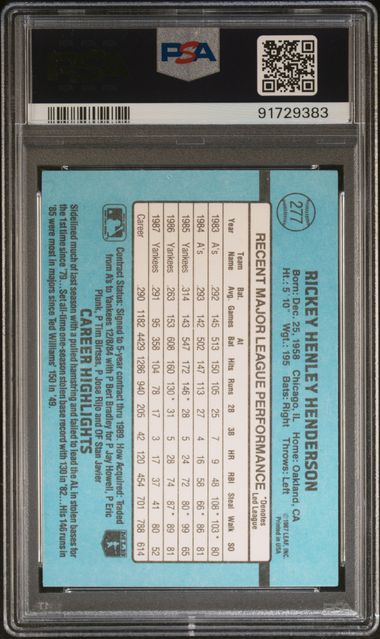 PSA
91729383
277
RICKEY HENLEY HENDERSON
Born: Dec. 25, 1958 Chicago, IL Home: Oakland, CA
Ht.: 5' 10" Wgt.: 195 Bats: Right Throws: Left
©1987 LEAF, INC.
Printed in USA
RECENT MAJOR LEAGUE PERFORMANCE
*Denotes
Led League
Year Team Name Bat. Avg. Games At Bat Hits Runs 2B 3B HR RBI Steal Walk SO
1983 A's 292 145 513 150 105 25 7 9 48 108* 103* 80
1984 A's 293 142 502 147 113 27 4 16 58 66* 86 81
1985 Yankees 314 143 547 172 146* 28 5 24 72 80* 99 65
1986 Yankees 263 153 608 160 130* 31 5 28 74 87* 89 81
1987 Yankees 291 95 358 104 78 17 3 17 37 41 80 52
Career 290 1182 4428 1286 940 205 42 120 454 701 788 614
Contract Status: Signed to 5-year contract thru 1989. How Acquired: Traded
from A's to Yankees 12/8/84 with P Bert Bradley for P Jay Howell, P Eric
Plunk, P Tim Birtsas, P Jose Rijo and OF Stan Javier
MLBPA
CAREER HIGHLIGHTS
Sidelined much of last season with a pulled hamstring and failed to lead the AL in stolen bases for
the 1st time since '79... Set all-time one-season stolen base record with 130 in '82... His 146 runs in
'85 were most in majors since Ted Williams' 150 in '49.